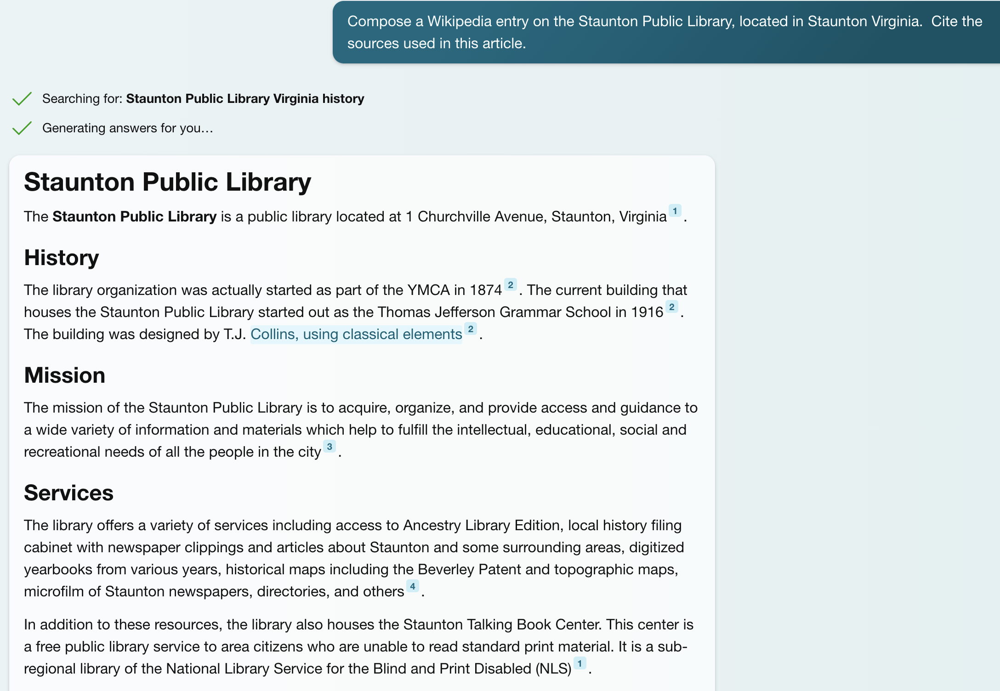 Compose a Wikipedia entry on the Staunton Public Library, located in Staunton Virginia.  Cite the
sources used in this article.
Searching for: Staunton Public Library Virginia history
Generating answers for you...
Staunton Public Library
The Staunton Public Library is a public library located at 1 Churchville Avenue, Staunton, Virginia 1 .
History
The library organization was actually started as part of the YMCA in 1874 2 . The current building that
houses the Staunton Public Library started out as the Thomas Jefferson Grammar School in 1916 2 .
The building was designed by T.J. Collins, using classical elements 2 .
Mission
The mission of the Staunton Public Library is to acquire, organize, and provide access and guidance to
a wide variety of information and materials which help to fulfill the intellectual, educational, social and
recreational needs of all the people in the city 3 .
Services
The library offers a variety of services including access to Ancestry Library Edition, local history filing
cabinet with newspaper clippings and articles about Staunton and some surrounding areas, digitized
yearbooks from various years, historical maps including the Beverley Patent and topographic maps,
microfilm of Staunton newspapers, directories, and others 4 .
In addition to these resources, the library also houses the Staunton Talking Book Center. This center is
a free public library service to area citizens who are unable to read standard print material. It is a sub-
regional library of the National Library Service for the Blind and Print Disabled (NLS) 1 .